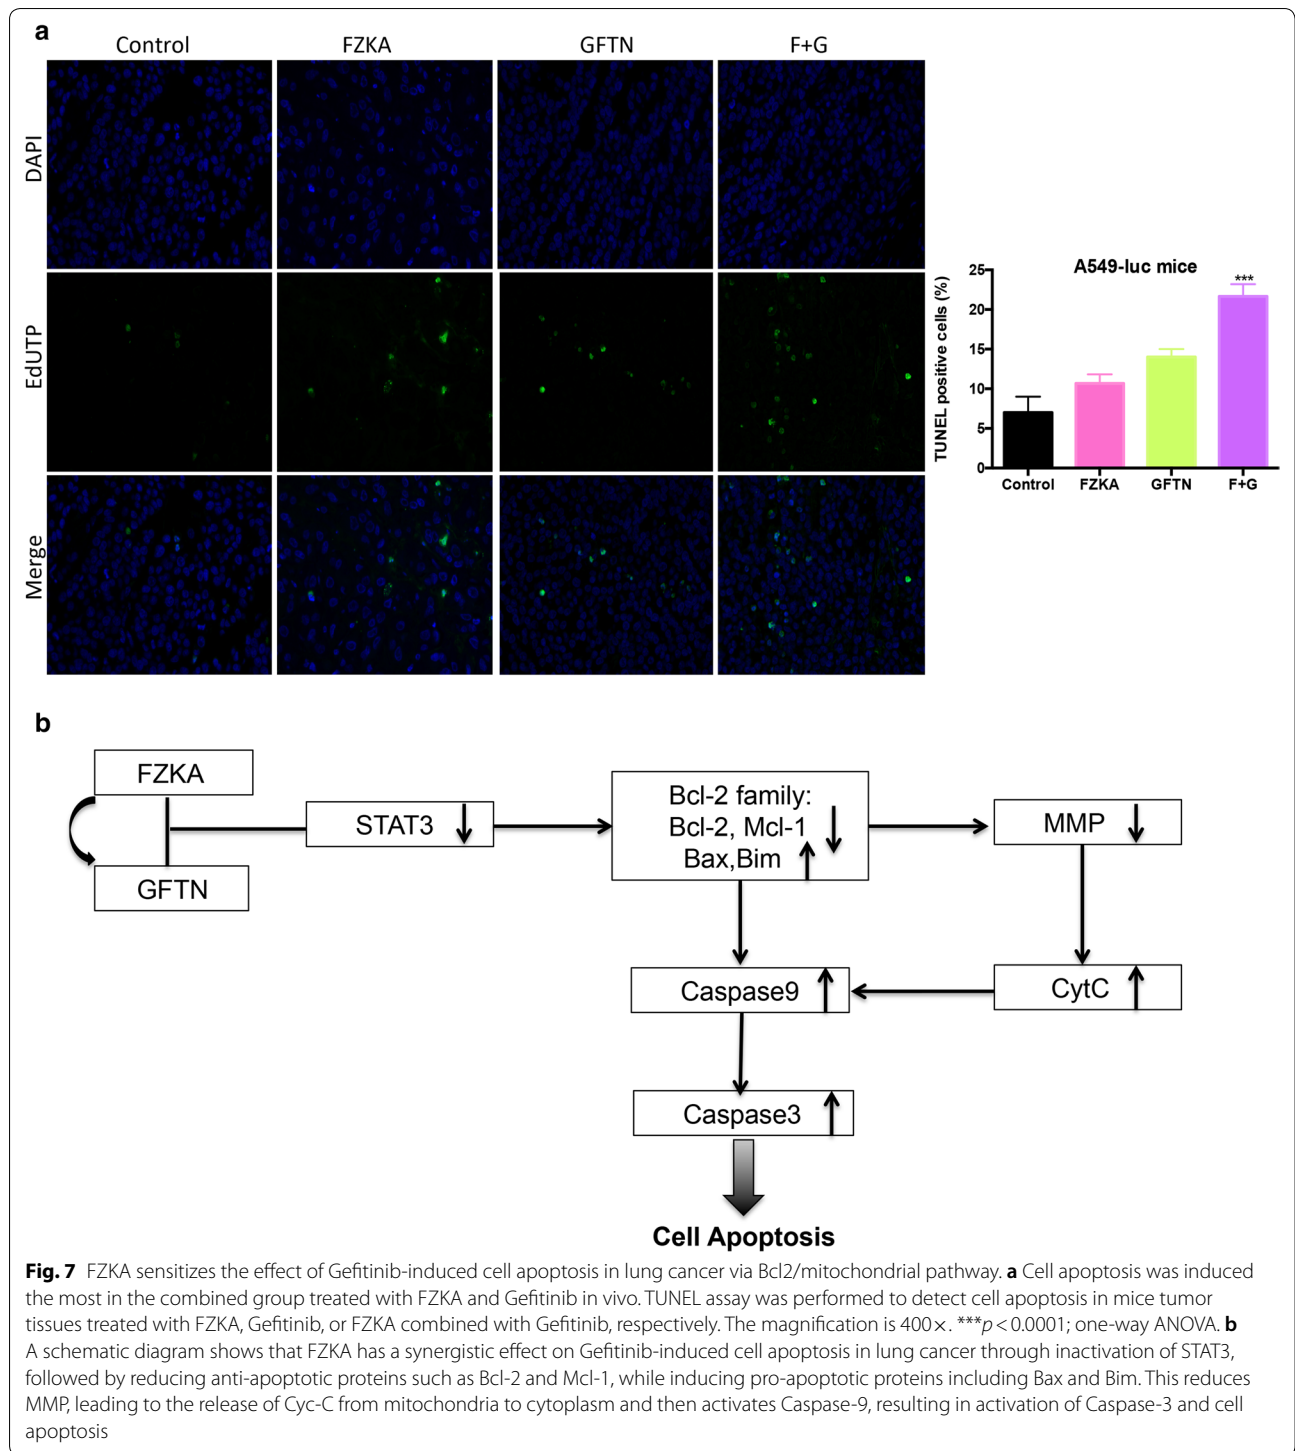 a
Control FZKA GFTN F+G
DAPI
EdUTP
Merge
A549-luc mice
TUNEL positive cells (%)
25
20
15
10
5
0
***
Control FZKA GFTN F+G
b
FZKA
GFTN
STAT3
Bcl-2 family:
Bcl-2, Mcl-1
Bax,Bim
MMP
CytC
Caspase9
Caspase3
Cell Apoptosis
Fig. 7 FZKA sensitizes the effect of Gefitinib-induced cell apoptosis in lung cancer via Bcl2/mitochondrial pathway. a Cell apoptosis was induced
the most in the combined group treated with FZKA and Gefitinib in vivo. TUNEL assay was performed to detect cell apoptosis in mice tumor
tissues treated with FZKA, Gefitinib, or FZKA combined with Gefitinib, respectively. The magnification is 400×. ***p < 0.0001; one-way ANOVA. b
A schematic diagram shows that FZKA has a synergistic effect on Gefitinib-induced cell apoptosis in lung cancer through inactivation of STAT3,
followed by reducing anti-apoptotic proteins such as Bcl-2 and Mcl-1, while inducing pro-apoptotic proteins including Bax and Bim. This reduces
MMP, leading to the release of Cyc-C from mitochondria to cytoplasm and then activates Caspase-9, resulting in activation of Caspase-3 and cell
apoptosis